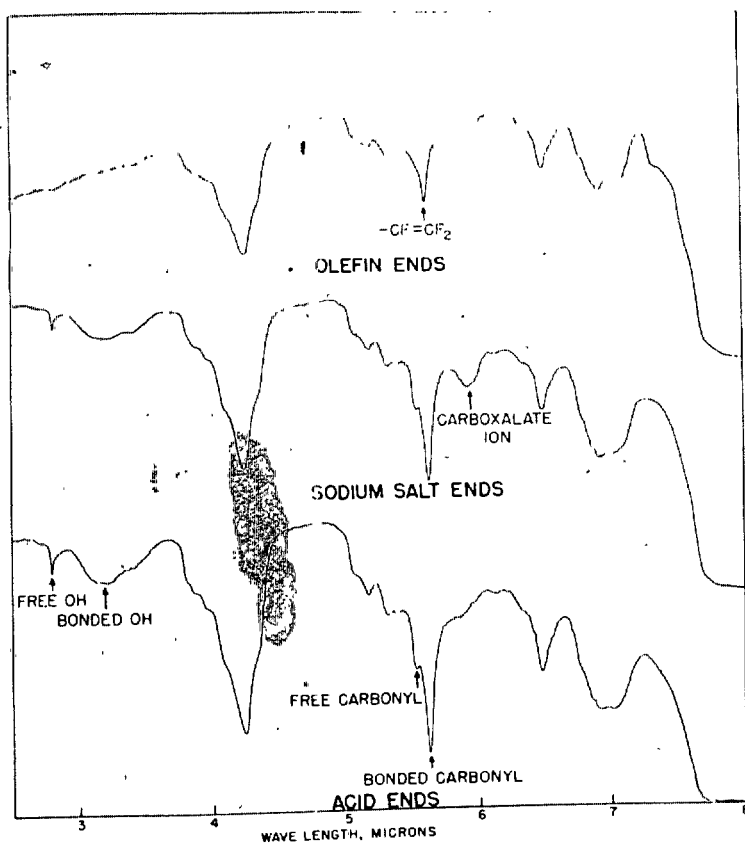 -CF=CF2
OLEFIN ENDS
CARBOXALATE
ION
SODIUM SALT ENDS
FREE OH
BONDED OH
FREE CARBONYL
BONDED CARBONYL
ACID ENDS
3 4 5 6 7 8
WAVE LENGTH, MICRONS